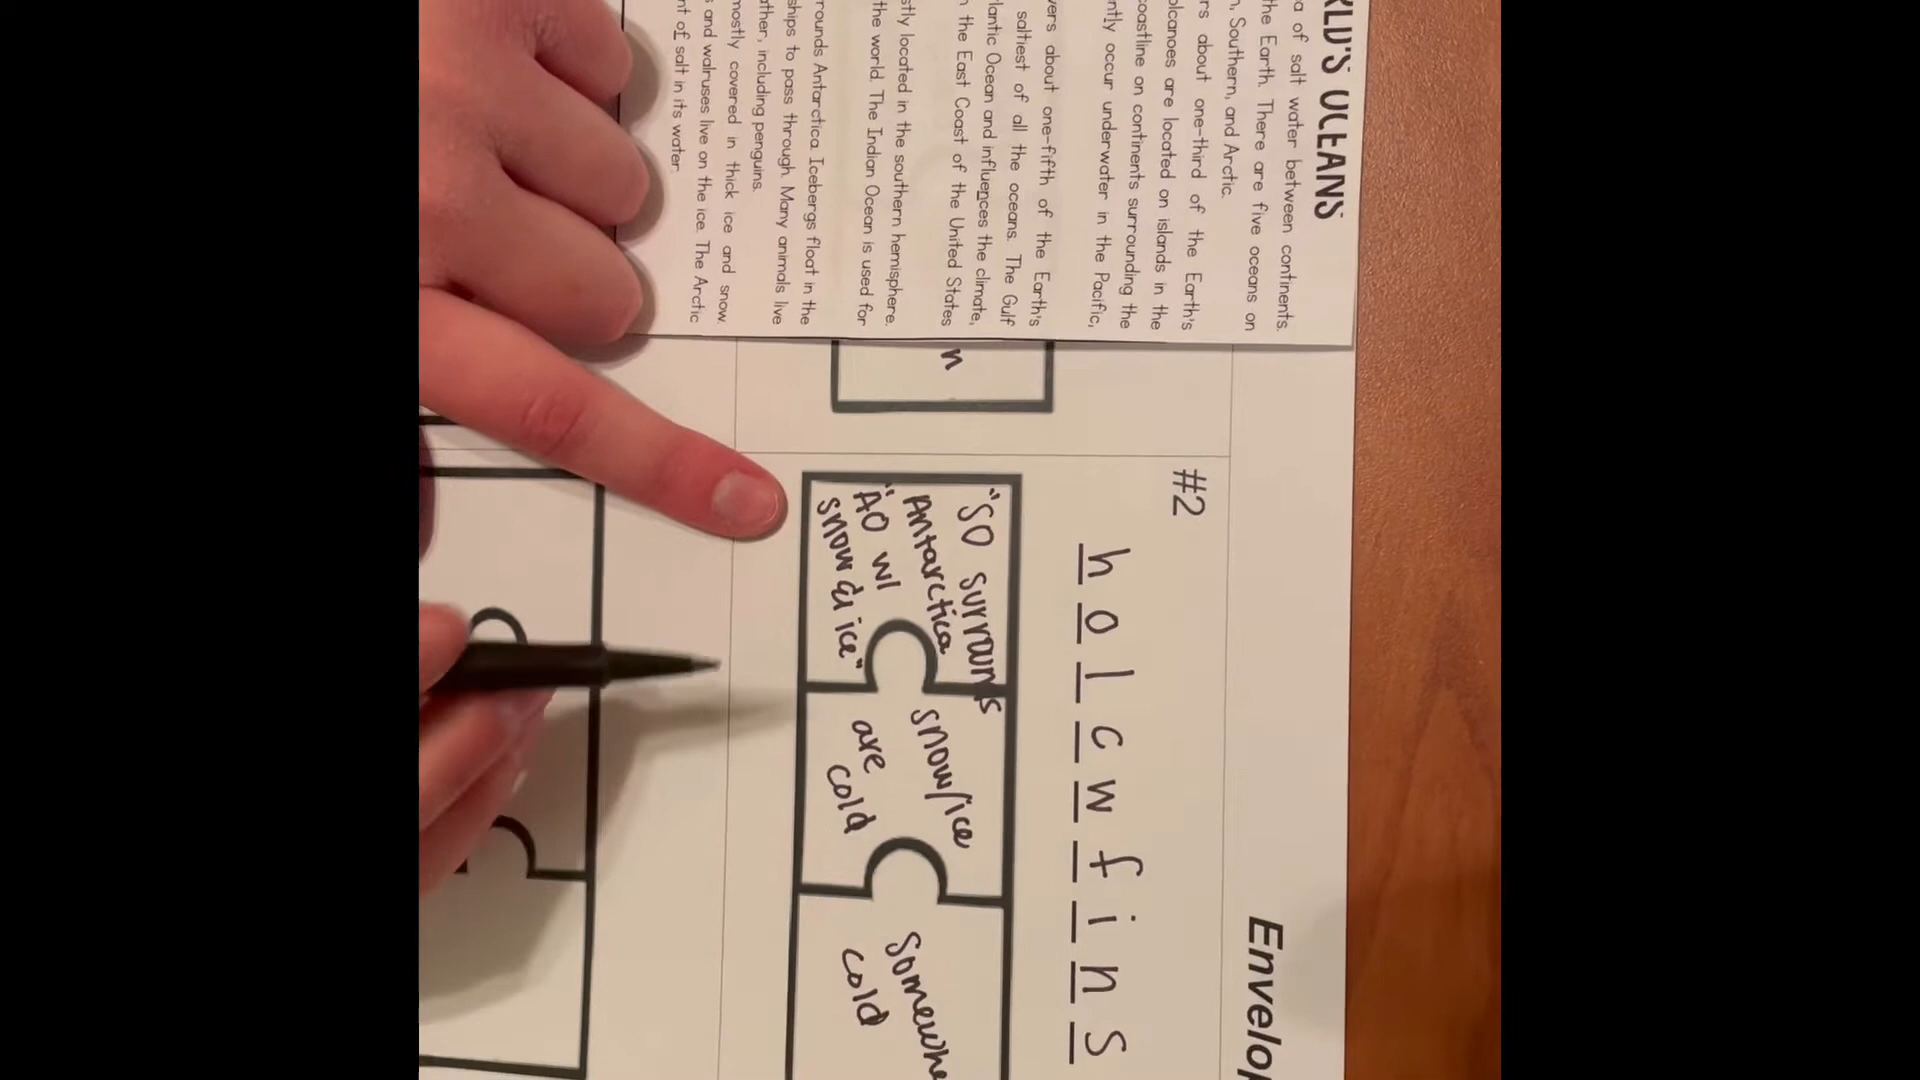 RLD'S OCEANS
a of salt water between continents.
the Earth. There are five oceans on
n, Southern, and Arctic.
rs about one-third of the Earth's
olcanoes are located on islands in the
coastline on continents surrounding the
ntly occur underwater in the Pacific,
vers about one-fifth of the Earth's
saltiest of all the oceans. The Gulf
lantic Ocean and influences the climate,
n the East Coast of the United States
stly located in the southern hemisphere.
the world. The Indian Ocean is used for
rounds Antarctica. Icebergs float in the
ships to pass through. Many animals live
ather, including penguins.
mostly covered in thick ice and snow.
s and walruses live on the ice. The Arctic
nt of salt in its water.
n
Envelop
#2
h o l c w f i n s
"SO surrounds
Antarctica
"AO w/
snow & ice"
snow/ice
are
cold
Somewhe
cold